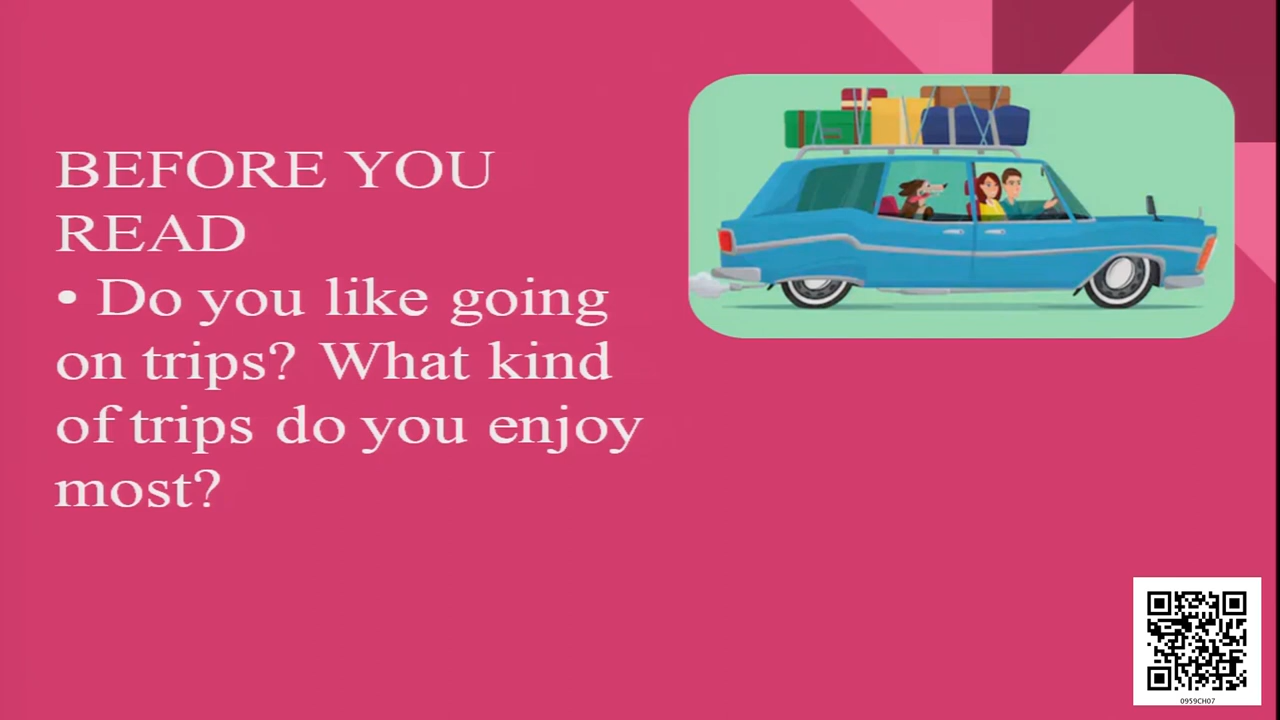 BEFORE YOU
READ
• Do you like going
on trips? What kind
of trips do you enjoy
most?
0959CH07